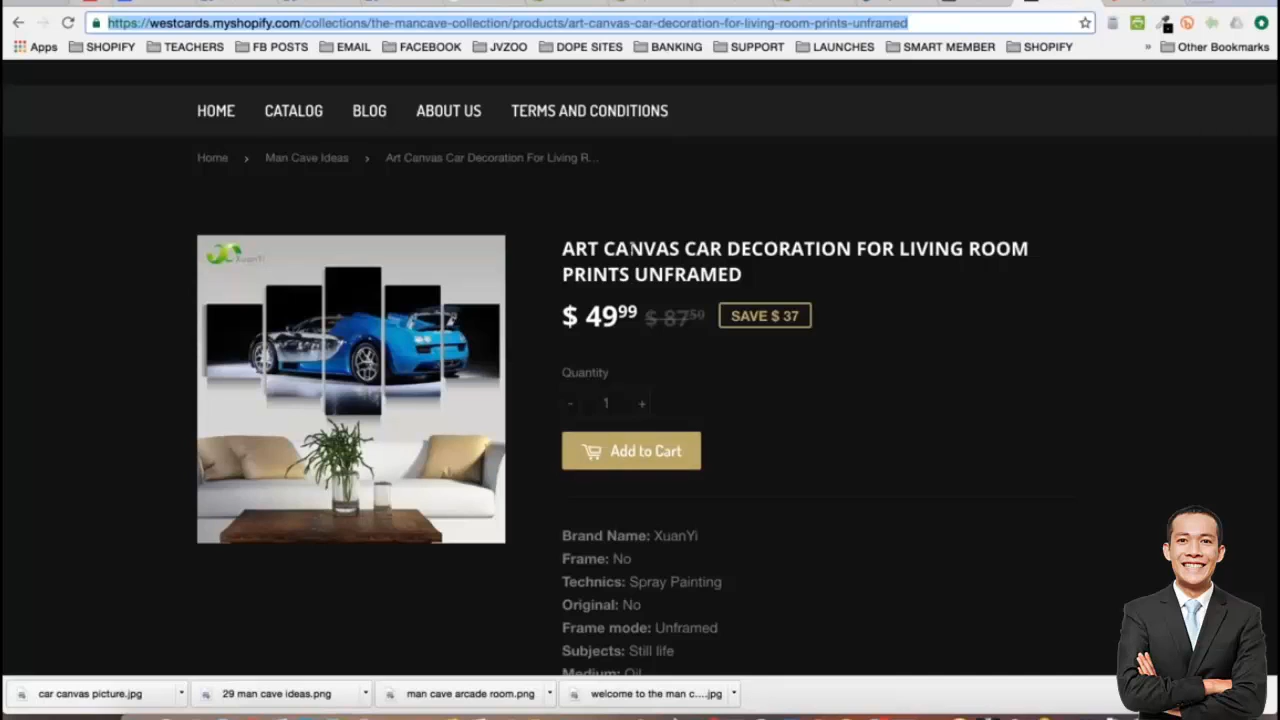 https://westcards.myshopify.com/collections/the-mancave-collection/products/art-canvas-car-decoration-for-living-room-prints-unframed
Apps SHOPIFY TEACHERS FB POSTS EMAIL FACEBOOK JVZOO DOPE SITES BANKING SUPPORT LAUNCHES SMART MEMBER SHOPIFY » Other Bookmarks
HOME CATALOG BLOG ABOUT US TERMS AND CONDITIONS
Home › Man Cave Ideas › Art Canvas Car Decoration For Living R...
XuanYi
ART CANVAS CAR DECORATION FOR LIVING ROOM
PRINTS UNFRAMED
$ 49.99 $ 87.50 SAVE $ 37
Quantity
- 1 +
Add to Cart
Brand Name: XuanYi
Frame: No
Technics: Spray Painting
Original: No
Frame mode: Unframed
Subjects: Still life
Medium: Oil
car canvas picture.jpg 29 man cave ideas.png man cave arcade room.png welcome to the man c....jpg